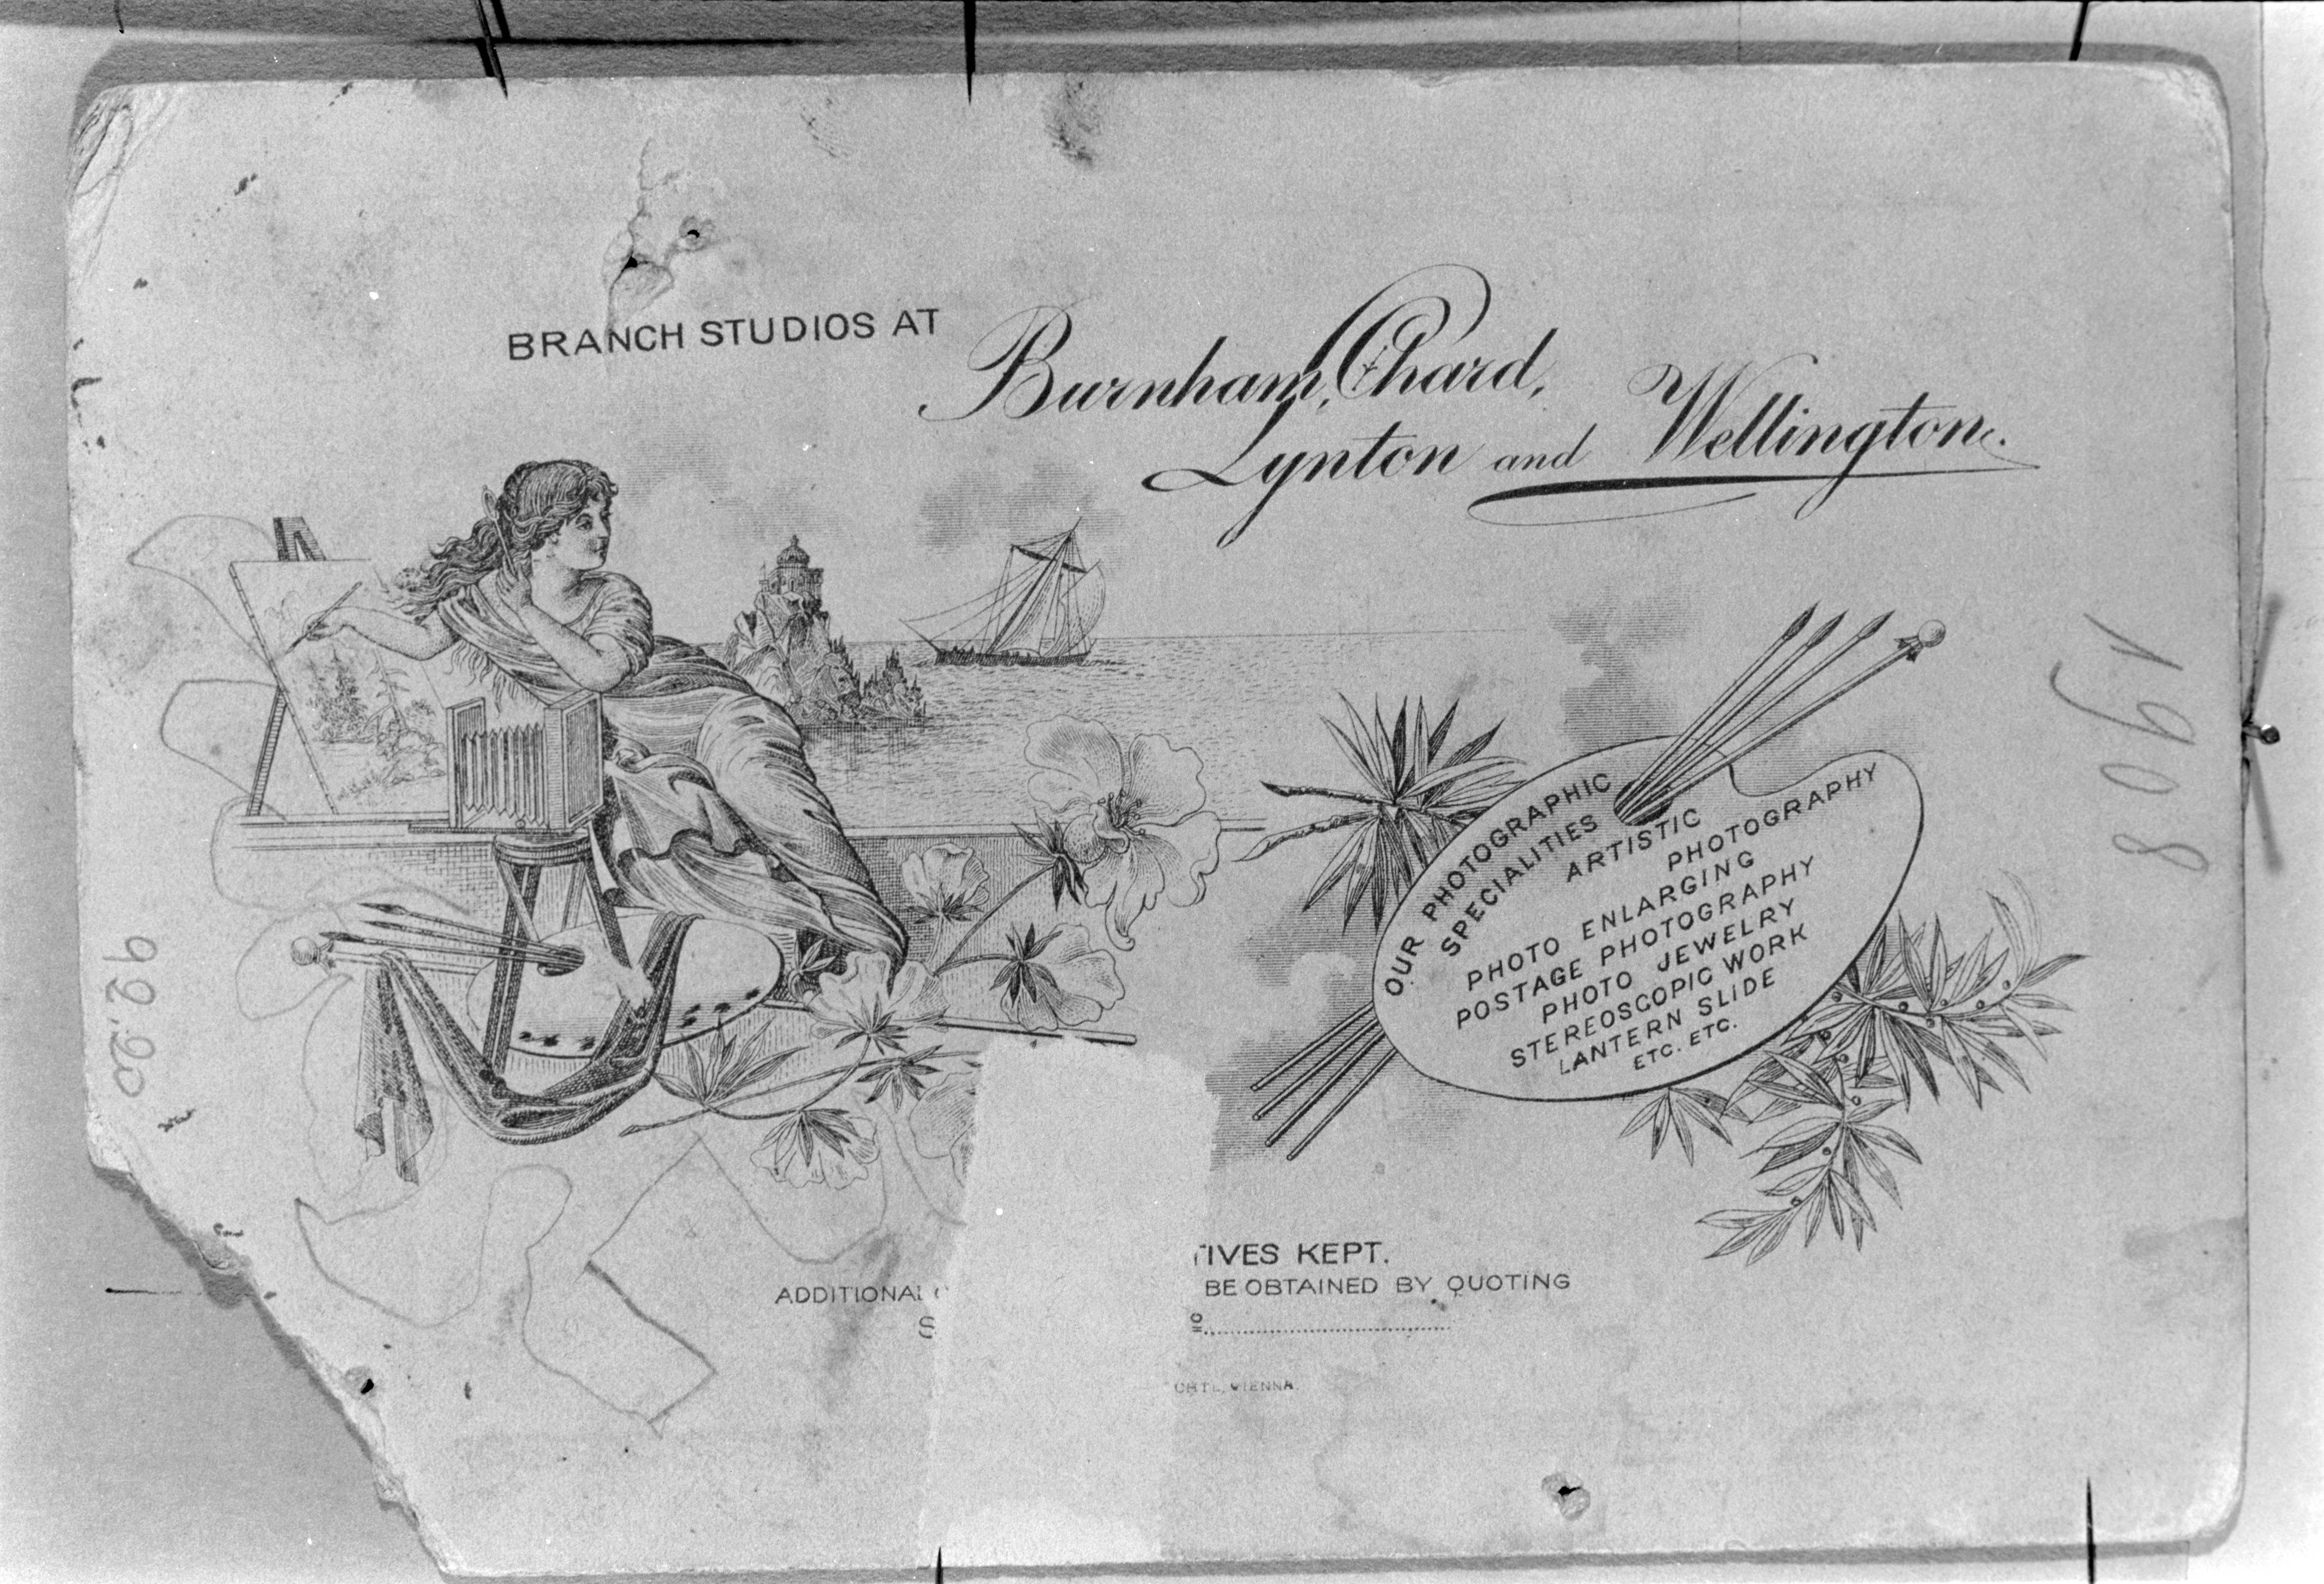 BRANCH STUDIOS AT
Burnham, Chard,
Lynton and Wellington.
OUR PHOTOGRAPHIC
SPECIALITIES
ARTISTIC
PHOTOGRAPHY
PHOTO ENLARGING
POSTAGE PHOTOGRAPHY
PHOTO JEWELRY
STEREOSCOPIC WORK
LANTERN SLIDE
ETC. ETC.
TIVES KEPT.
ADDITIONAL
BE OBTAINED BY QUOTING
VIENNA.
1908
99.20